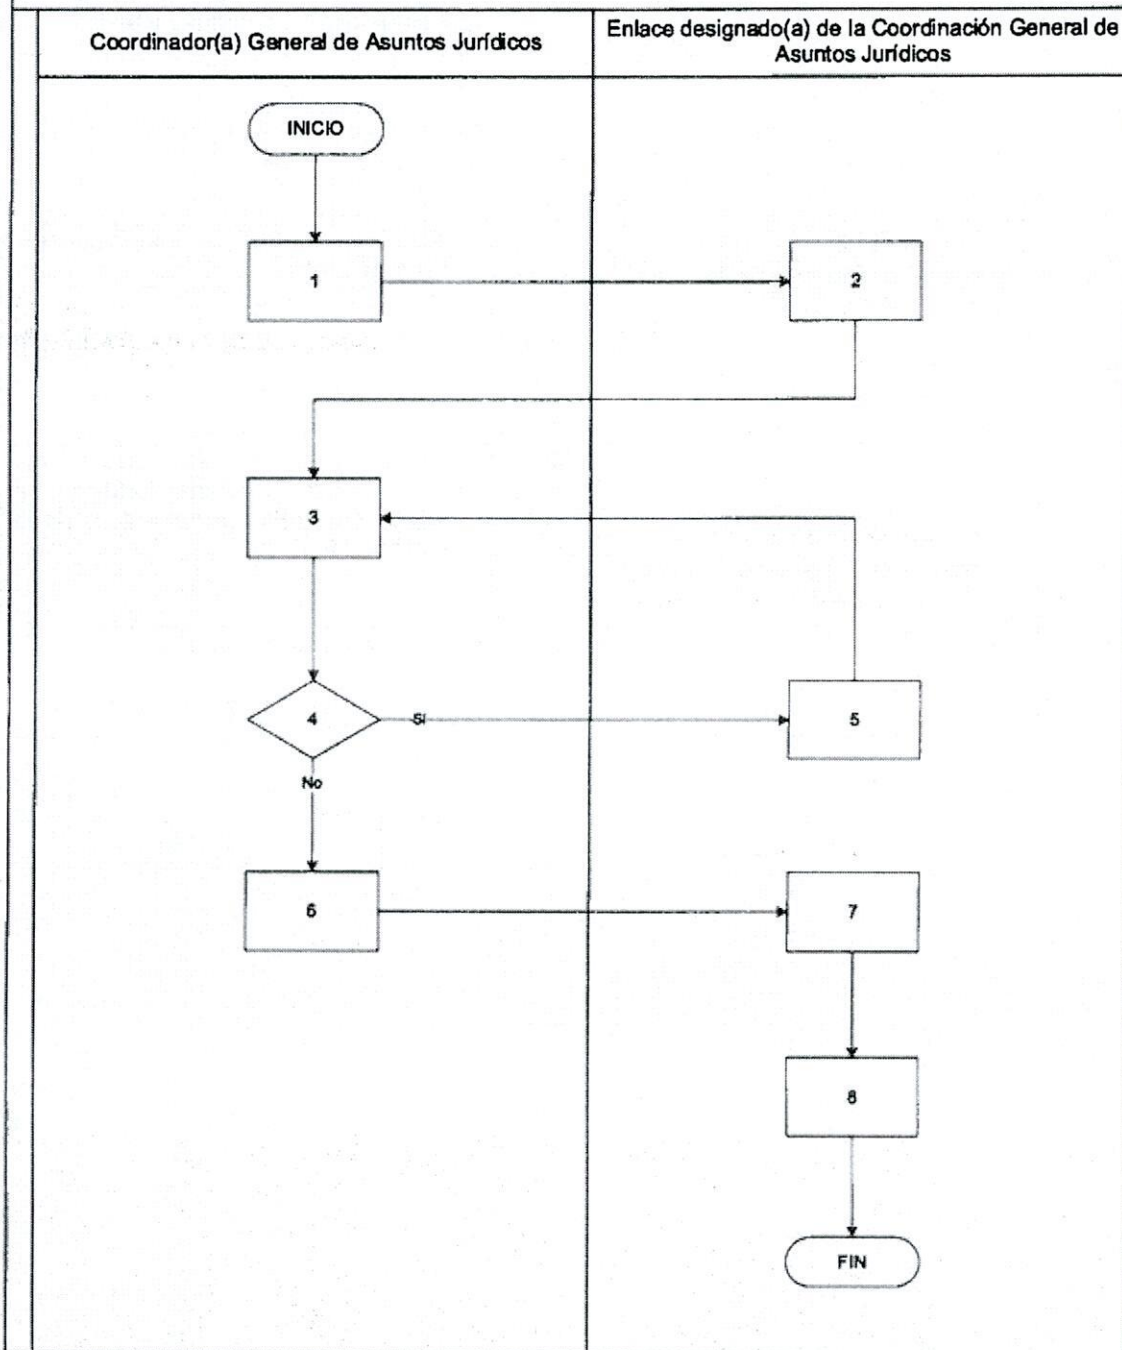 Coordinador(a) General de Asuntos Jurídicos
Enlace designado(a) de la Coordinación General de
Asuntos Jurídicos
INICIO
1
2
3
4
Si
5
No
6
7
8
FIN